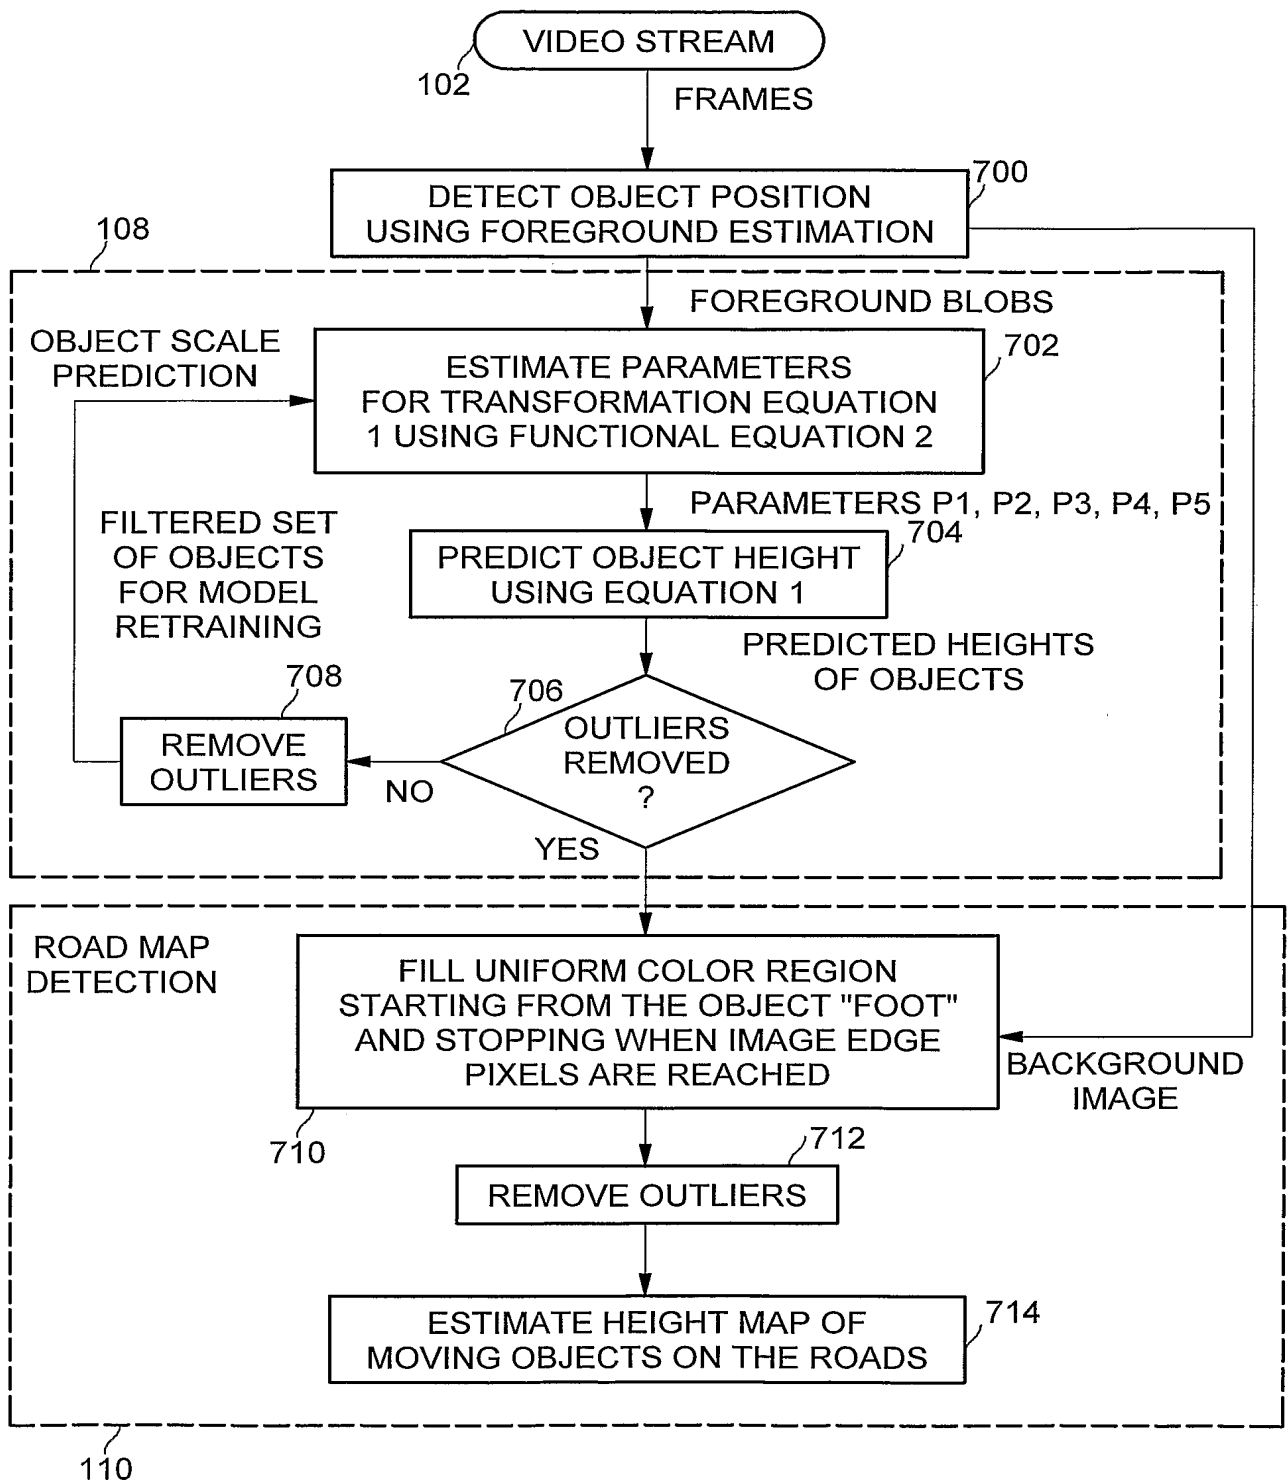 VIDEO STREAM
102
FRAMES
700
DETECT OBJECT POSITION
USING FOREGROUND ESTIMATION
108
FOREGROUND BLOBS
OBJECT SCALE
PREDICTION
702
ESTIMATE PARAMETERS
FOR TRANSFORMATION EQUATION
1 USING FUNCTIONAL EQUATION 2
PARAMETERS P1, P2, P3, P4, P5
FILTERED SET
OF OBJECTS
FOR MODEL
RETRAINING
704
PREDICT OBJECT HEIGHT
USING EQUATION 1
PREDICTED HEIGHTS
OF OBJECTS
708
706
REMOVE
OUTLIERS
OUTLIERS
REMOVED
?
NO
YES
ROAD MAP
DETECTION
FILL UNIFORM COLOR REGION
STARTING FROM THE OBJECT "FOOT"
AND STOPPING WHEN IMAGE EDGE
PIXELS ARE REACHED
BACKGROUND
IMAGE
710
712
REMOVE OUTLIERS
714
ESTIMATE HEIGHT MAP OF
MOVING OBJECTS ON THE ROADS
110